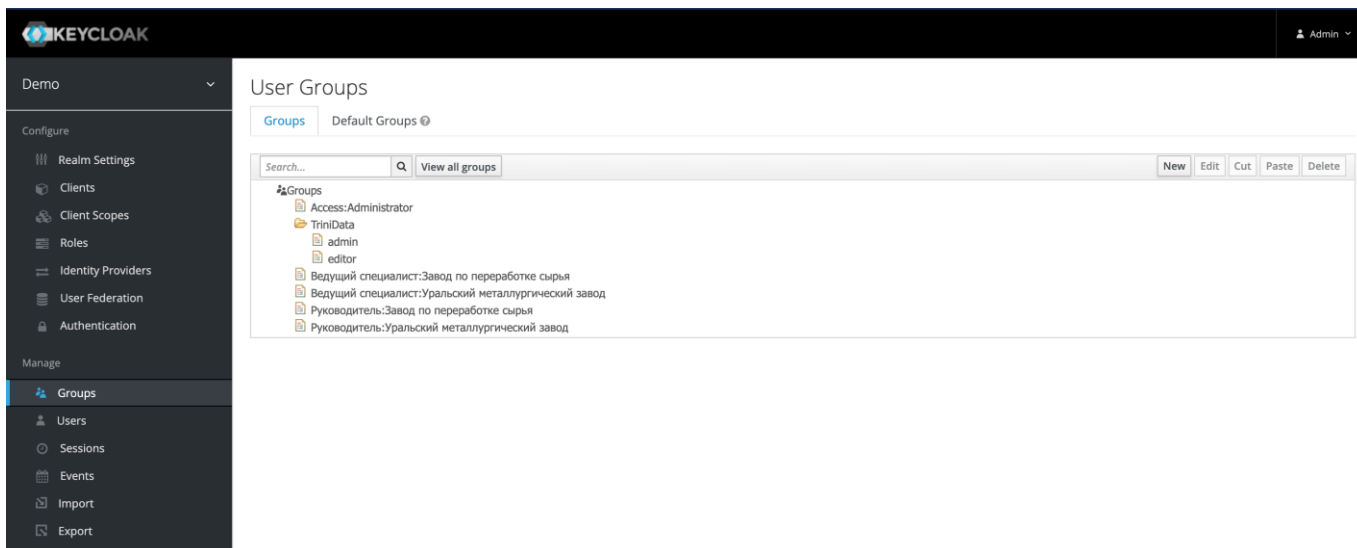 KEYCLOAK
Admin
Demo
Configure
Realm Settings
Clients
Client Scopes
Roles
Identity Providers
User Federation
Authentication
Manage
Groups
Users
Sessions
Events
Import
Export
User Groups
Groups
Default Groups
Search...
View all groups
New
Edit
Cut
Paste
Delete
Groups
Access:Administrator
TriniData
admin
editor
Ведущий специалист:Завод по переработке сырья
Ведущий специалист:Уральский металлургический завод
Руководитель:Завод по переработке сырья
Руководитель:Уральский металлургический завод